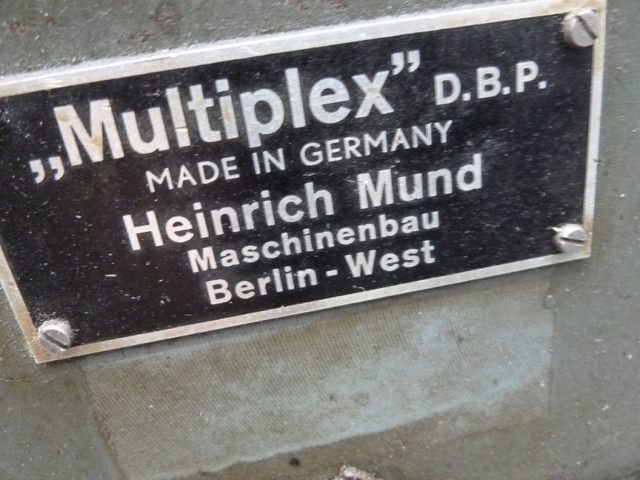 „Multiplex” D.B.P.
MADE IN GERMANY
Heinrich Mund
Maschinenbau
Berlin - West